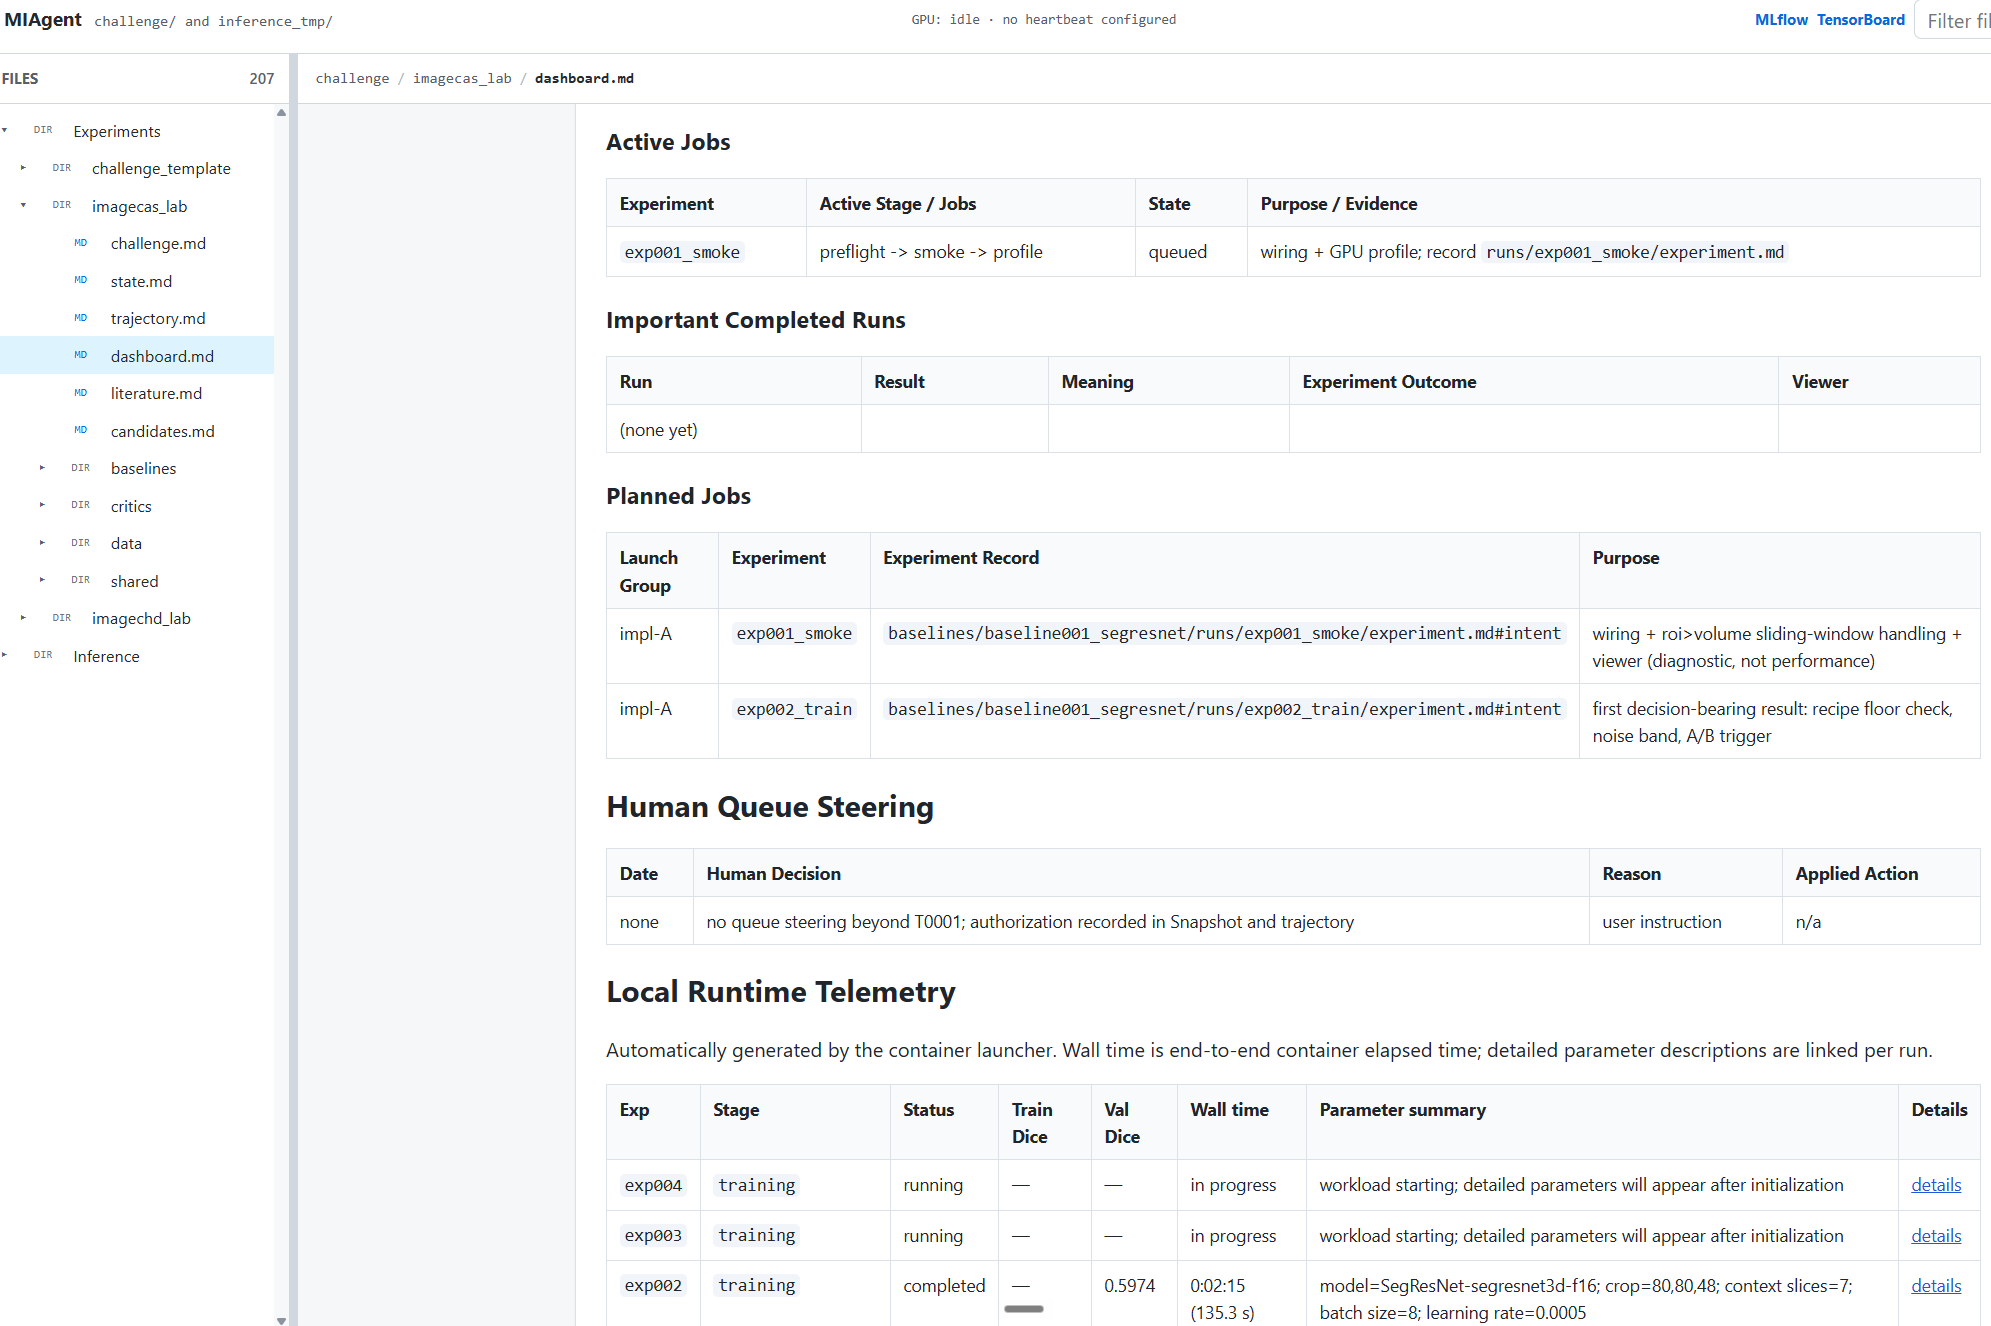 MIAgent challenge/ and inference_tmp/
GPU: idle · no heartbeat configured
MLflow TensorBoard Filter fil
FILES 207
challenge / imagecas_lab / dashboard.md
DIR Experiments
DIR challenge_template
DIR imagecas_lab
MD challenge.md
MD state.md
MD trajectory.md
MD dashboard.md
MD literature.md
MD candidates.md
DIR baselines
DIR critics
DIR data
DIR shared
DIR imagechd_lab
DIR Inference
Active Jobs
Experiment Active Stage / Jobs State Purpose / Evidence
exp001_smoke preflight -> smoke -> profile queued wiring + GPU profile; record runs/exp001_smoke/experiment.md
Important Completed Runs
Run Result Meaning Experiment Outcome Viewer
(none yet)
Planned Jobs
Launch
Group
Experiment
Experiment Record
Purpose
impl-A exp001_smoke baselines/baseline001_segresnet/runs/exp001_smoke/experiment.md#intent wiring + roi>volume sliding-window handling +
viewer (diagnostic, not performance)
impl-A exp002_train baselines/baseline001_segresnet/runs/exp002_train/experiment.md#intent first decision-bearing result: recipe floor check,
noise band, A/B trigger
Human Queue Steering
Date Human Decision Reason Applied Action
none no queue steering beyond T0001; authorization recorded in Snapshot and trajectory user instruction n/a
Local Runtime Telemetry
Automatically generated by the container launcher. Wall time is end-to-end container elapsed time; detailed parameter descriptions are linked per run.
Exp
Stage
Status
Train
Dice
Val
Dice
Wall time
Parameter summary
Details
exp004 training running — — in progress workload starting; detailed parameters will appear after initialization details
exp003 training running — — in progress workload starting; detailed parameters will appear after initialization details
exp002 training completed — 0.5974 0:02:15 model=SegResNet-segresnet3d-f16; crop=80,80,48; context slices=7; details
(135.3 s) batch size=8; learning rate=0.0005